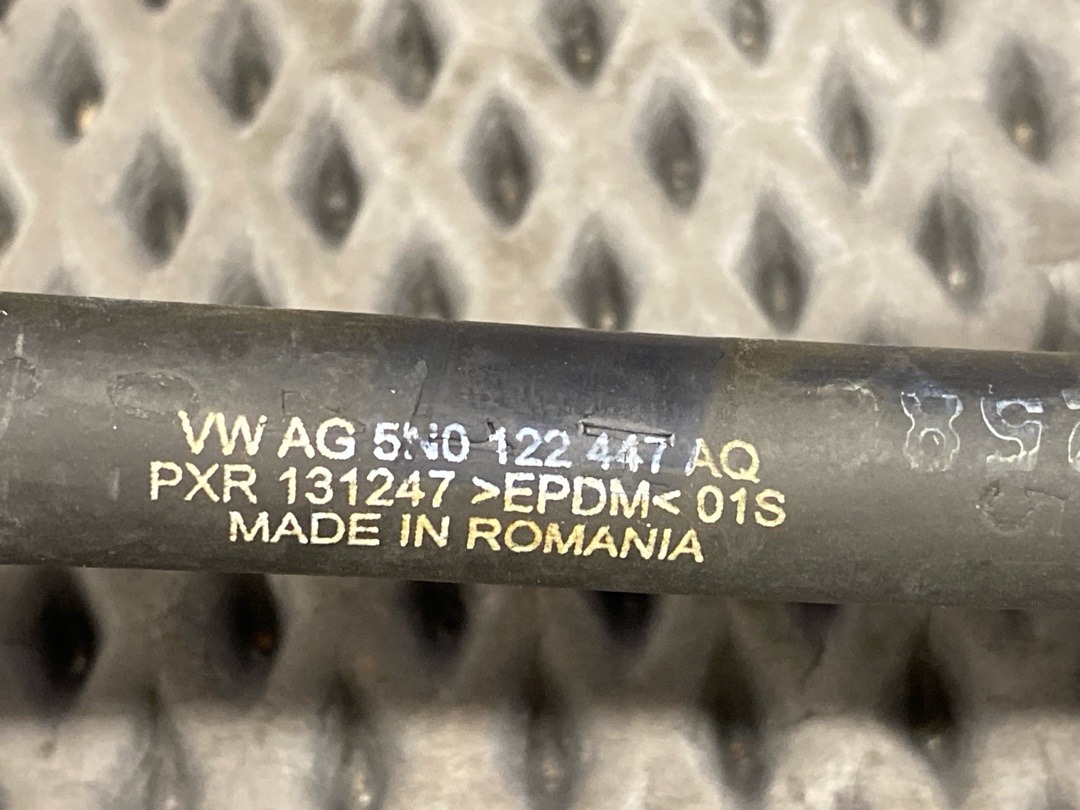 VW AG 5N0 122 447 AQ
PXR 131247 >EPDM< 01S
MADE IN ROMANIA